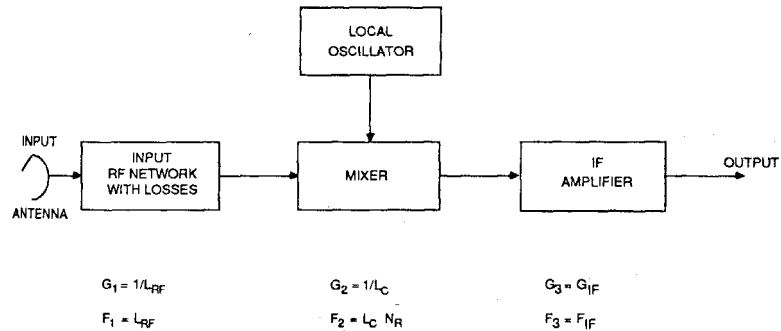 LOCAL
OSCILLATOR
INPUT
ANTENNA
INPUT
RF NETWORK
WITH LOSSES
MIXER
IF
AMPLIFIER
OUTPUT
G1 = 1/LRF
G2 = 1/LC
G3 = GIF
F1 = LRF
F2 = LC NR
F3 = FIF